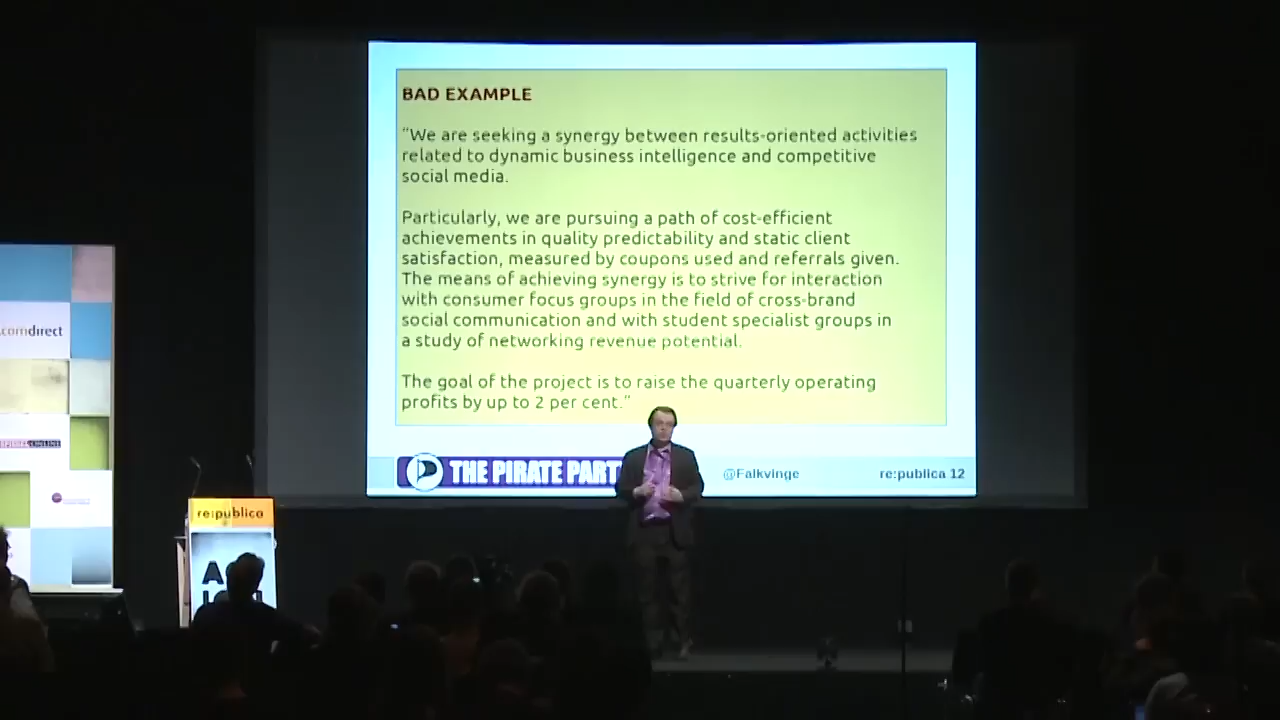 BAD EXAMPLE
“We are seeking a synergy between results-oriented activities
related to dynamic business intelligence and competitive
social media.
Particularly, we are pursuing a path of cost-efficient
achievements in quality predictability and static client
satisfaction, measured by coupons used and referrals given.
The means of achieving synergy is to strive for interaction
with consumer focus groups in the field of cross-brand
social communication and with student specialist groups in
a study of networking revenue potential.
The goal of the project is to raise the quarterly operating
profits by up to 2 per cent.”
THE PIRATE PART
@Falkvinge
re:publica 12
comdirect
re:publica